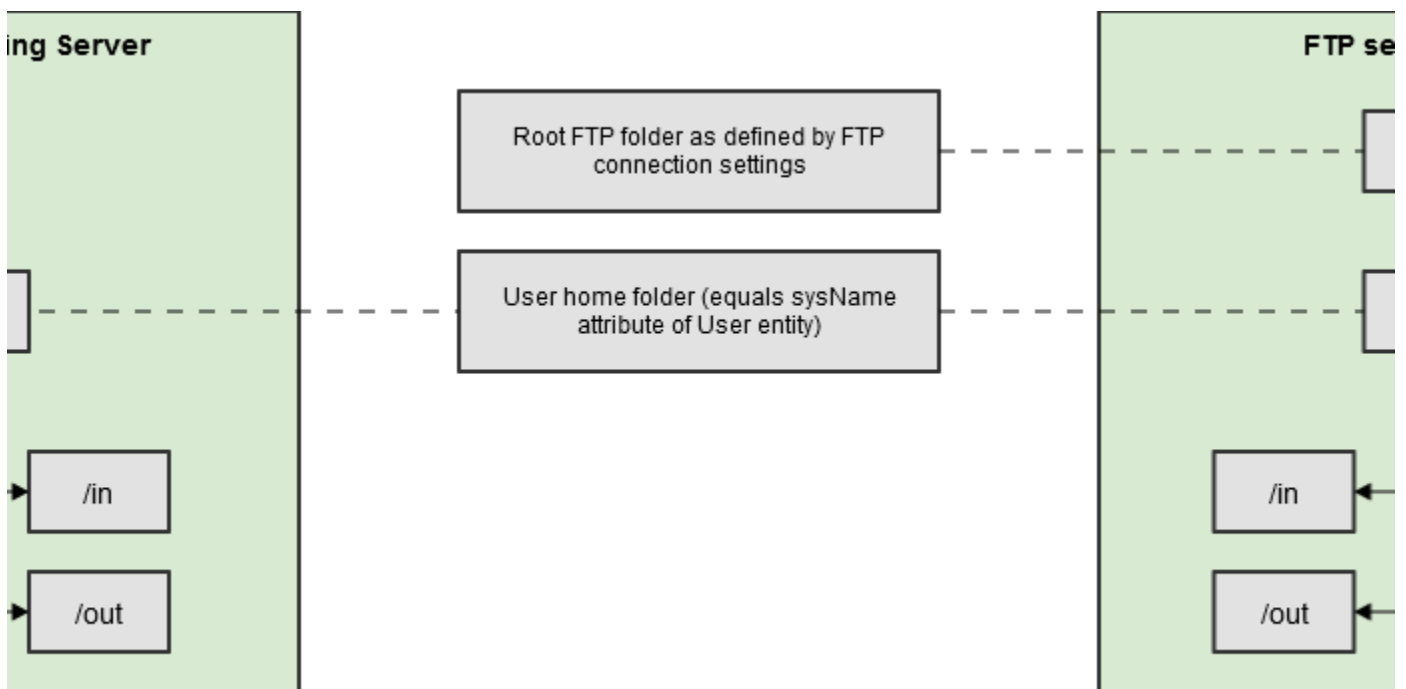 ing Server
FTP se
Root FTP folder as defined by FTP
connection settings
User home folder (equals sysName
attribute of User entity)
/in
/in
/out
/out